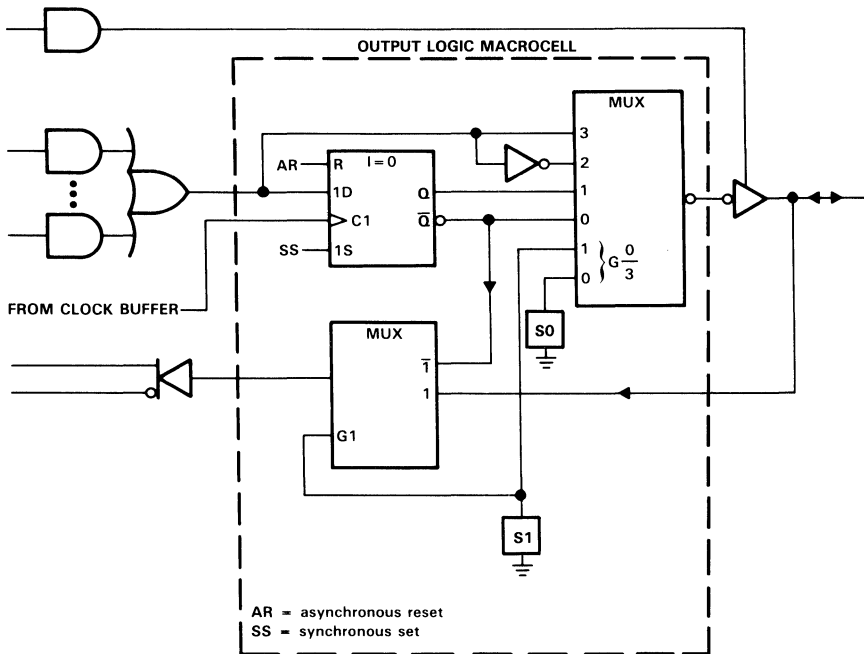 OUTPUT LOGIC MACROCELL
MUX
3
2
1
0
1
0
G 0/3
AR
R
I=0
1D
Q
C1
Q̅
SS
1S
FROM CLOCK BUFFER
S0
MUX
1̅
1
G1
S1
AR = asynchronous reset
SS = synchronous set